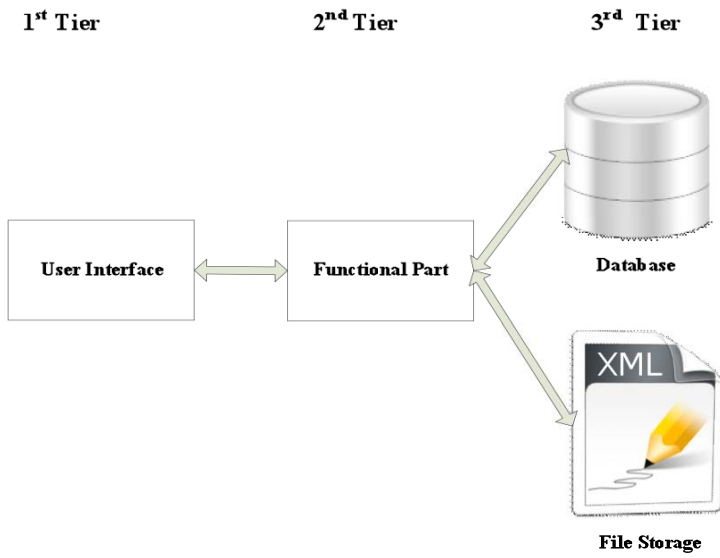 1st Tier
2nd Tier
3rd Tier
User Interface
Functional Part
Database
XML
File Storage